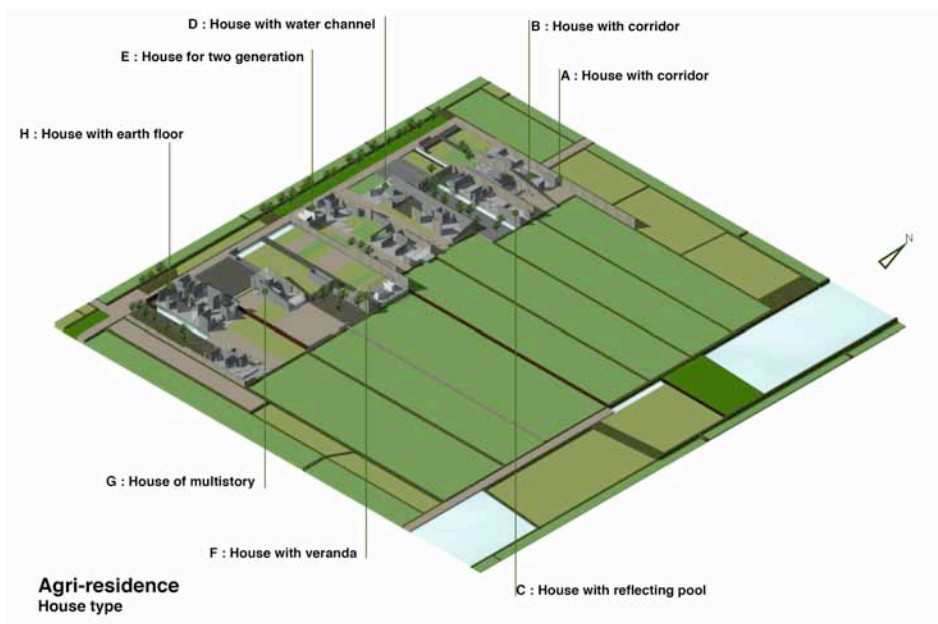 D : House with water channel
B : House with corridor
E : House for two generation
A : House with corridor
H : House with earth floor
N
G : House of multistory
F : House with veranda
Agri-residence
C : House with reflecting pool
House type